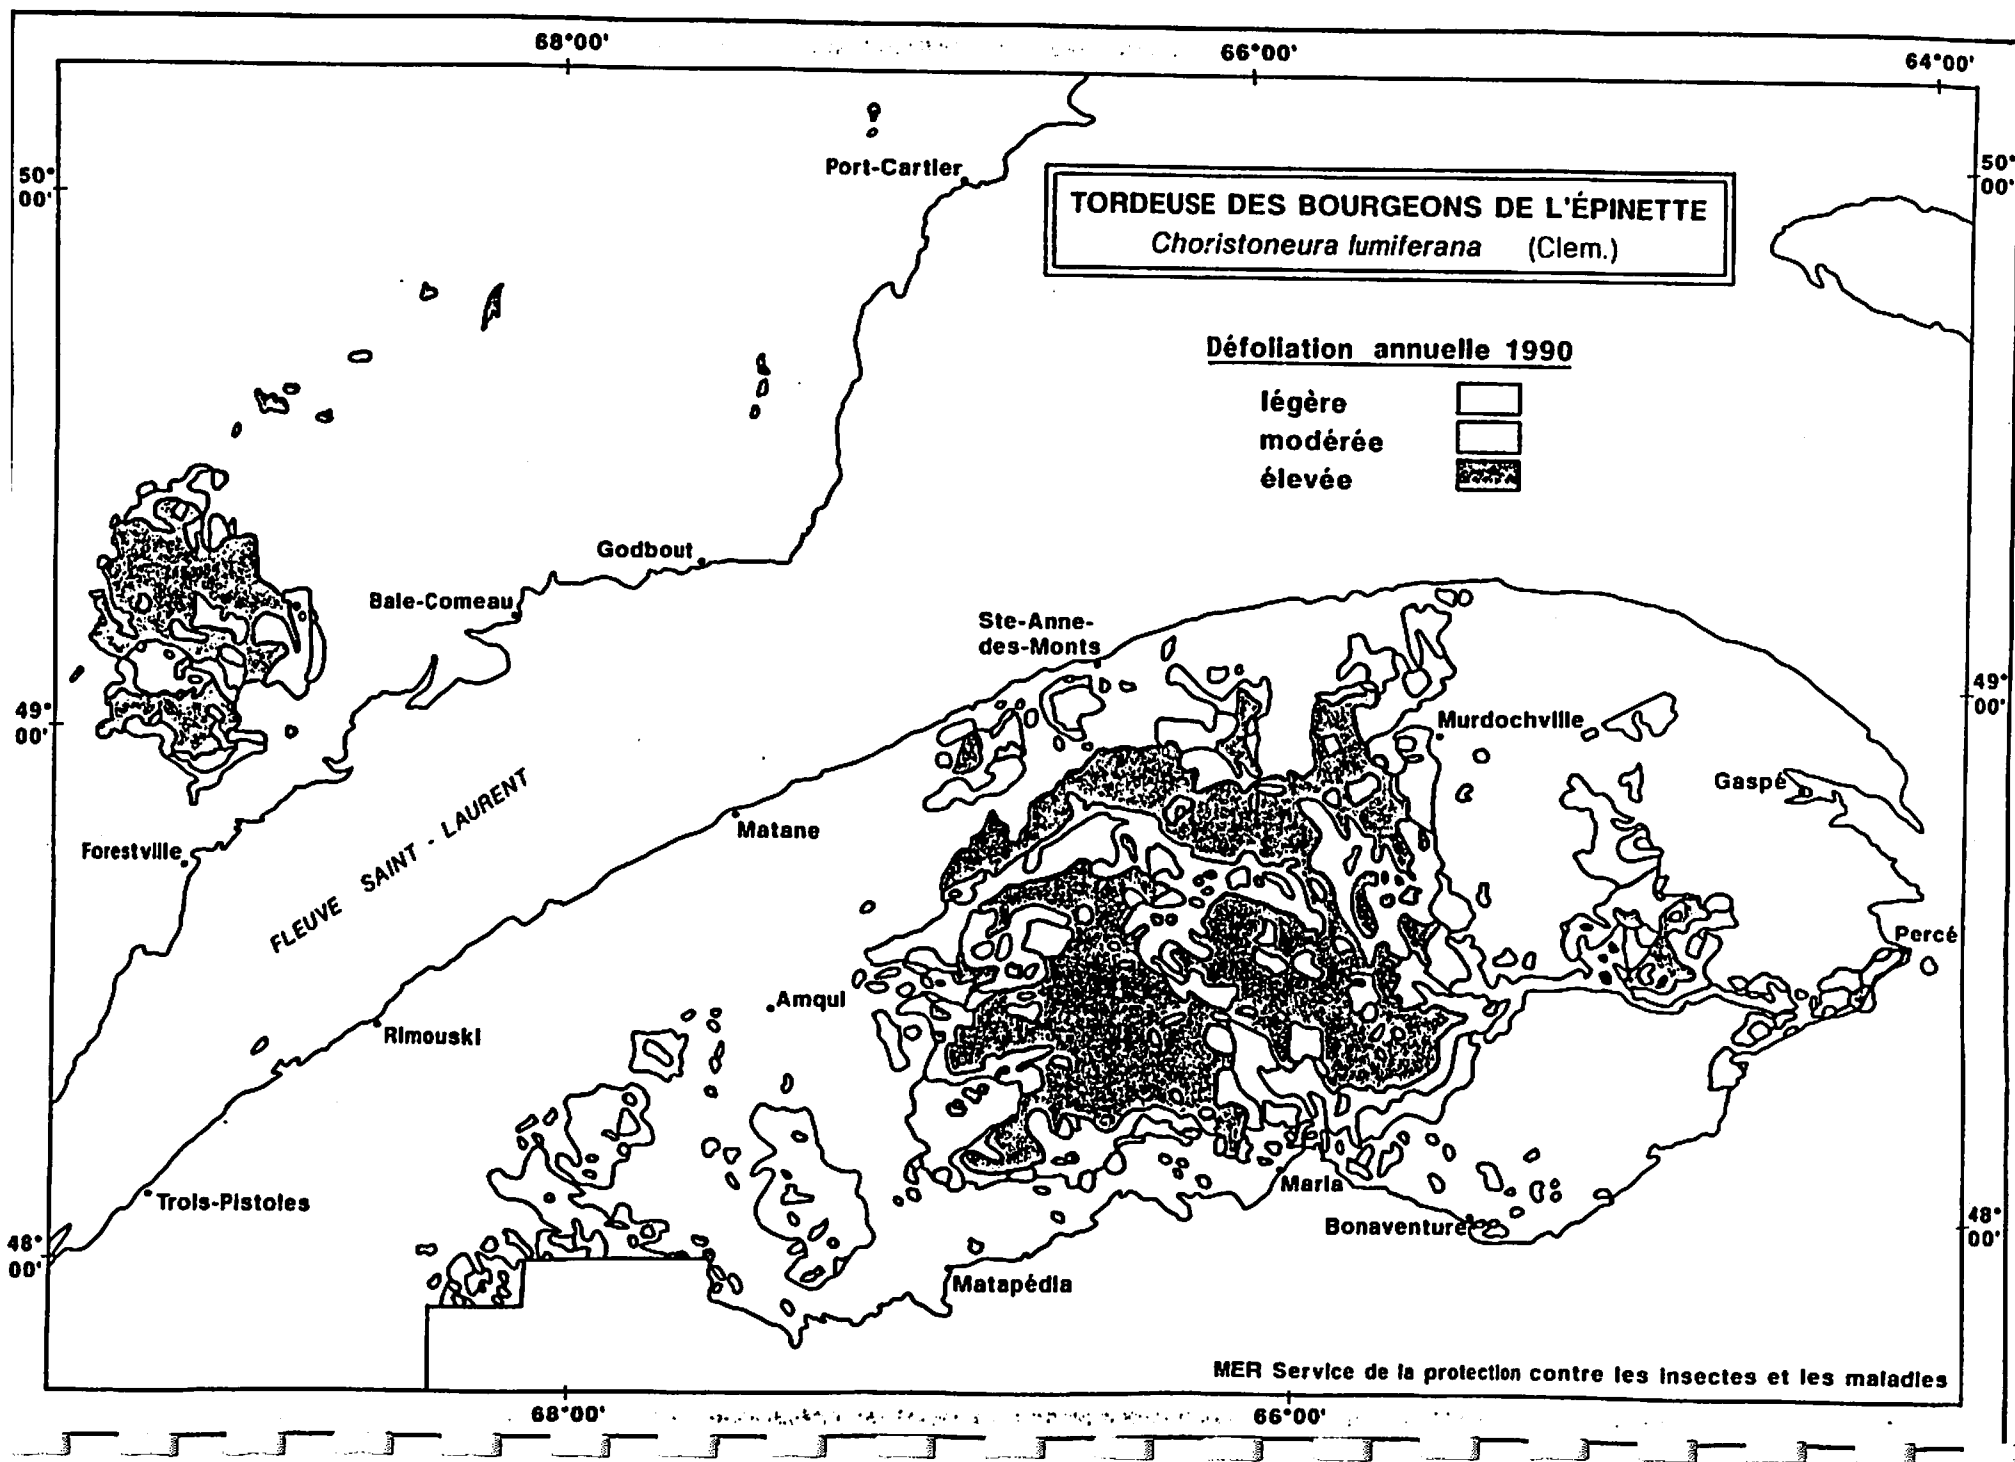 68°00'
66°00'
64°00'
50°
00'
50°
00'
Port-Cartier
TORDEUSE DES BOURGEONS DE L'ÉPINETTE
Choristoneura fumiferana (Clem.)
Défoliation annuelle 1990
légère
modérée
élevée
Godbout
Baie-Comeau
Ste-Anne-
des-Monts
49°
00'
49°
00'
Murdochville
Gaspé
FLEUVE SAINT-LAURENT
Matane
Forestville
Percé
Amqui
Rimouski
Trois-Pistoles
Maria
Bonaventure
48°
00'
48°
00'
Matapédia
MER Service de la protection contre les insectes et les maladies
68°00'
66°00'